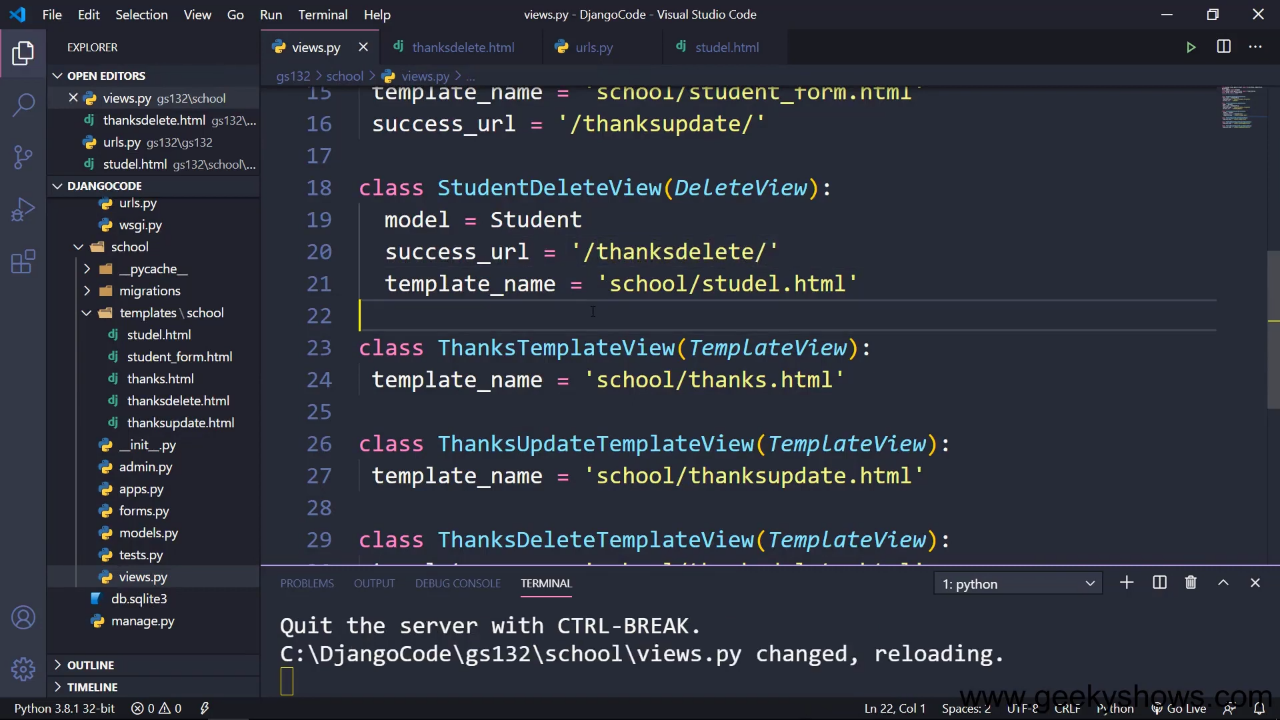 File Edit Selection View Go Run Terminal Help views.py - DjangoCode - Visual Studio Code
EXPLORER
OPEN EDITORS
views.py gs132\school
thanksdelete.html gs132\...
urls.py gs132\gs132
studel.html gs132\school...
DJANGOCODE
urls.py
wsgi.py
school
__pycache__
migrations
templates \ school
studel.html
student_form.html
thanks.html
thanksdelete.html
thanksupdate.html
__init__.py
admin.py
apps.py
forms.py
models.py
tests.py
views.py
db.sqlite3
manage.py
OUTLINE
TIMELINE
views.py thanksdelete.html urls.py studel.html
gs132 > school > views.py > ...
15 template_name = 'school/student_form.html'
16 success_url = '/thanksupdate/'
17
18 class StudentDeleteView(DeleteView):
19 model = Student
20 success_url = '/thanksdelete/'
21 template_name = 'school/studel.html'
22
23 class ThanksTemplateView(TemplateView):
24 template_name = 'school/thanks.html'
25
26 class ThanksUpdateTemplateView(TemplateView):
27 template_name = 'school/thanksupdate.html'
28
29 class ThanksDeleteTemplateView(TemplateView):
PROBLEMS OUTPUT DEBUG CONSOLE TERMINAL 1: python
Quit the server with CTRL-BREAK.
C:\DjangoCode\gs132\school\views.py changed, reloading.
www.geekyshows.com
Python 3.8.1 32-bit 0 0 Ln 22, Col 1 Spaces: 2 UTF-8 CRLF Python Go Live